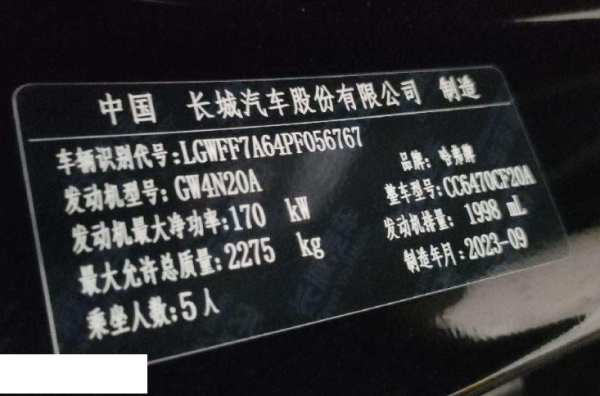 中国 长城汽车股份有限公司 制造
车辆识别代号:LGWFF7A64PF056767
品牌: 哈弗牌
发动机型号: GW4N20A
整车型号:CC6470CF20A
发动机最大净功率:170 kW
发动机排量: 1998 mL
最大允许总质量:2275 kg
制造年月:2023-09
乘坐人数:5人